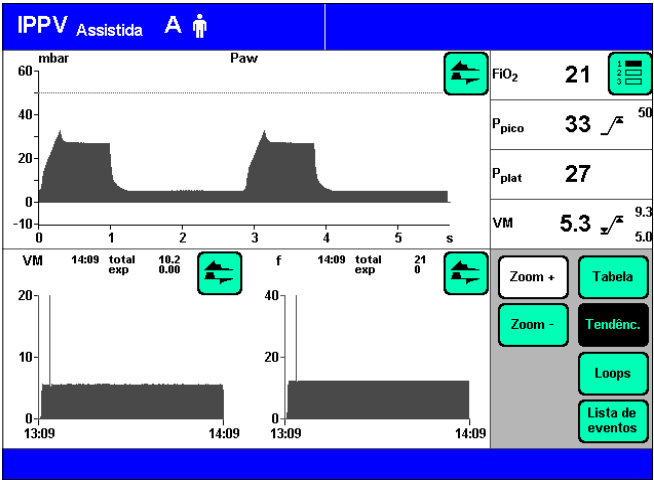 IPPV Assistida A
mbar Paw
60
40
20
0
-10
0 1 2 3 4 5 s
FiO2 21
1
2
3
Ppico 33 50
Pplat 27
VM 5.3 9.3
5.0
VM 14:09 total 10.2
exp 0.00
20
10
0
13:09 14:09
f 14:09 total 21
exp 0
40
20
0
13:09 14:09
Zoom + Tabela
Zoom - Tendênc.
Loops
Lista de
eventos